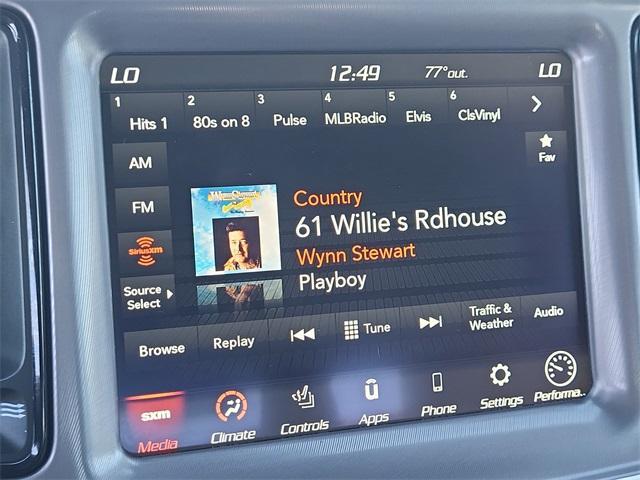 LO 12:49 77°out. LO
1 Hits 1 2 80s on 8 3 Pulse 4 MLBRadio 5 Elvis 6 ClsVinyl
AM
Fav
FM
Country
61 Willie's Rdhouse
SiriusXM
Wynn Stewart
Wynn Stewart
Playboy
Source
Select
Browse Replay Tune Traffic &
Weather Audio
sxm
Media Climate Controls Apps Phone Settings Performa..